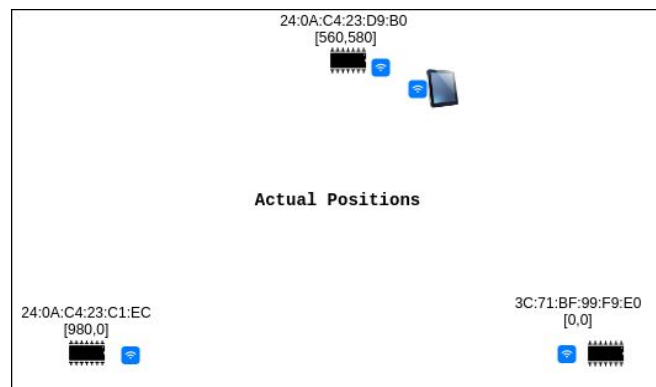 24:0A:C4:23:D9:B0
[560,580]
Actual Positions
24:0A:C4:23:C1:EC
[980,0]
3C:71:BF:99:F9:E0
[0,0]